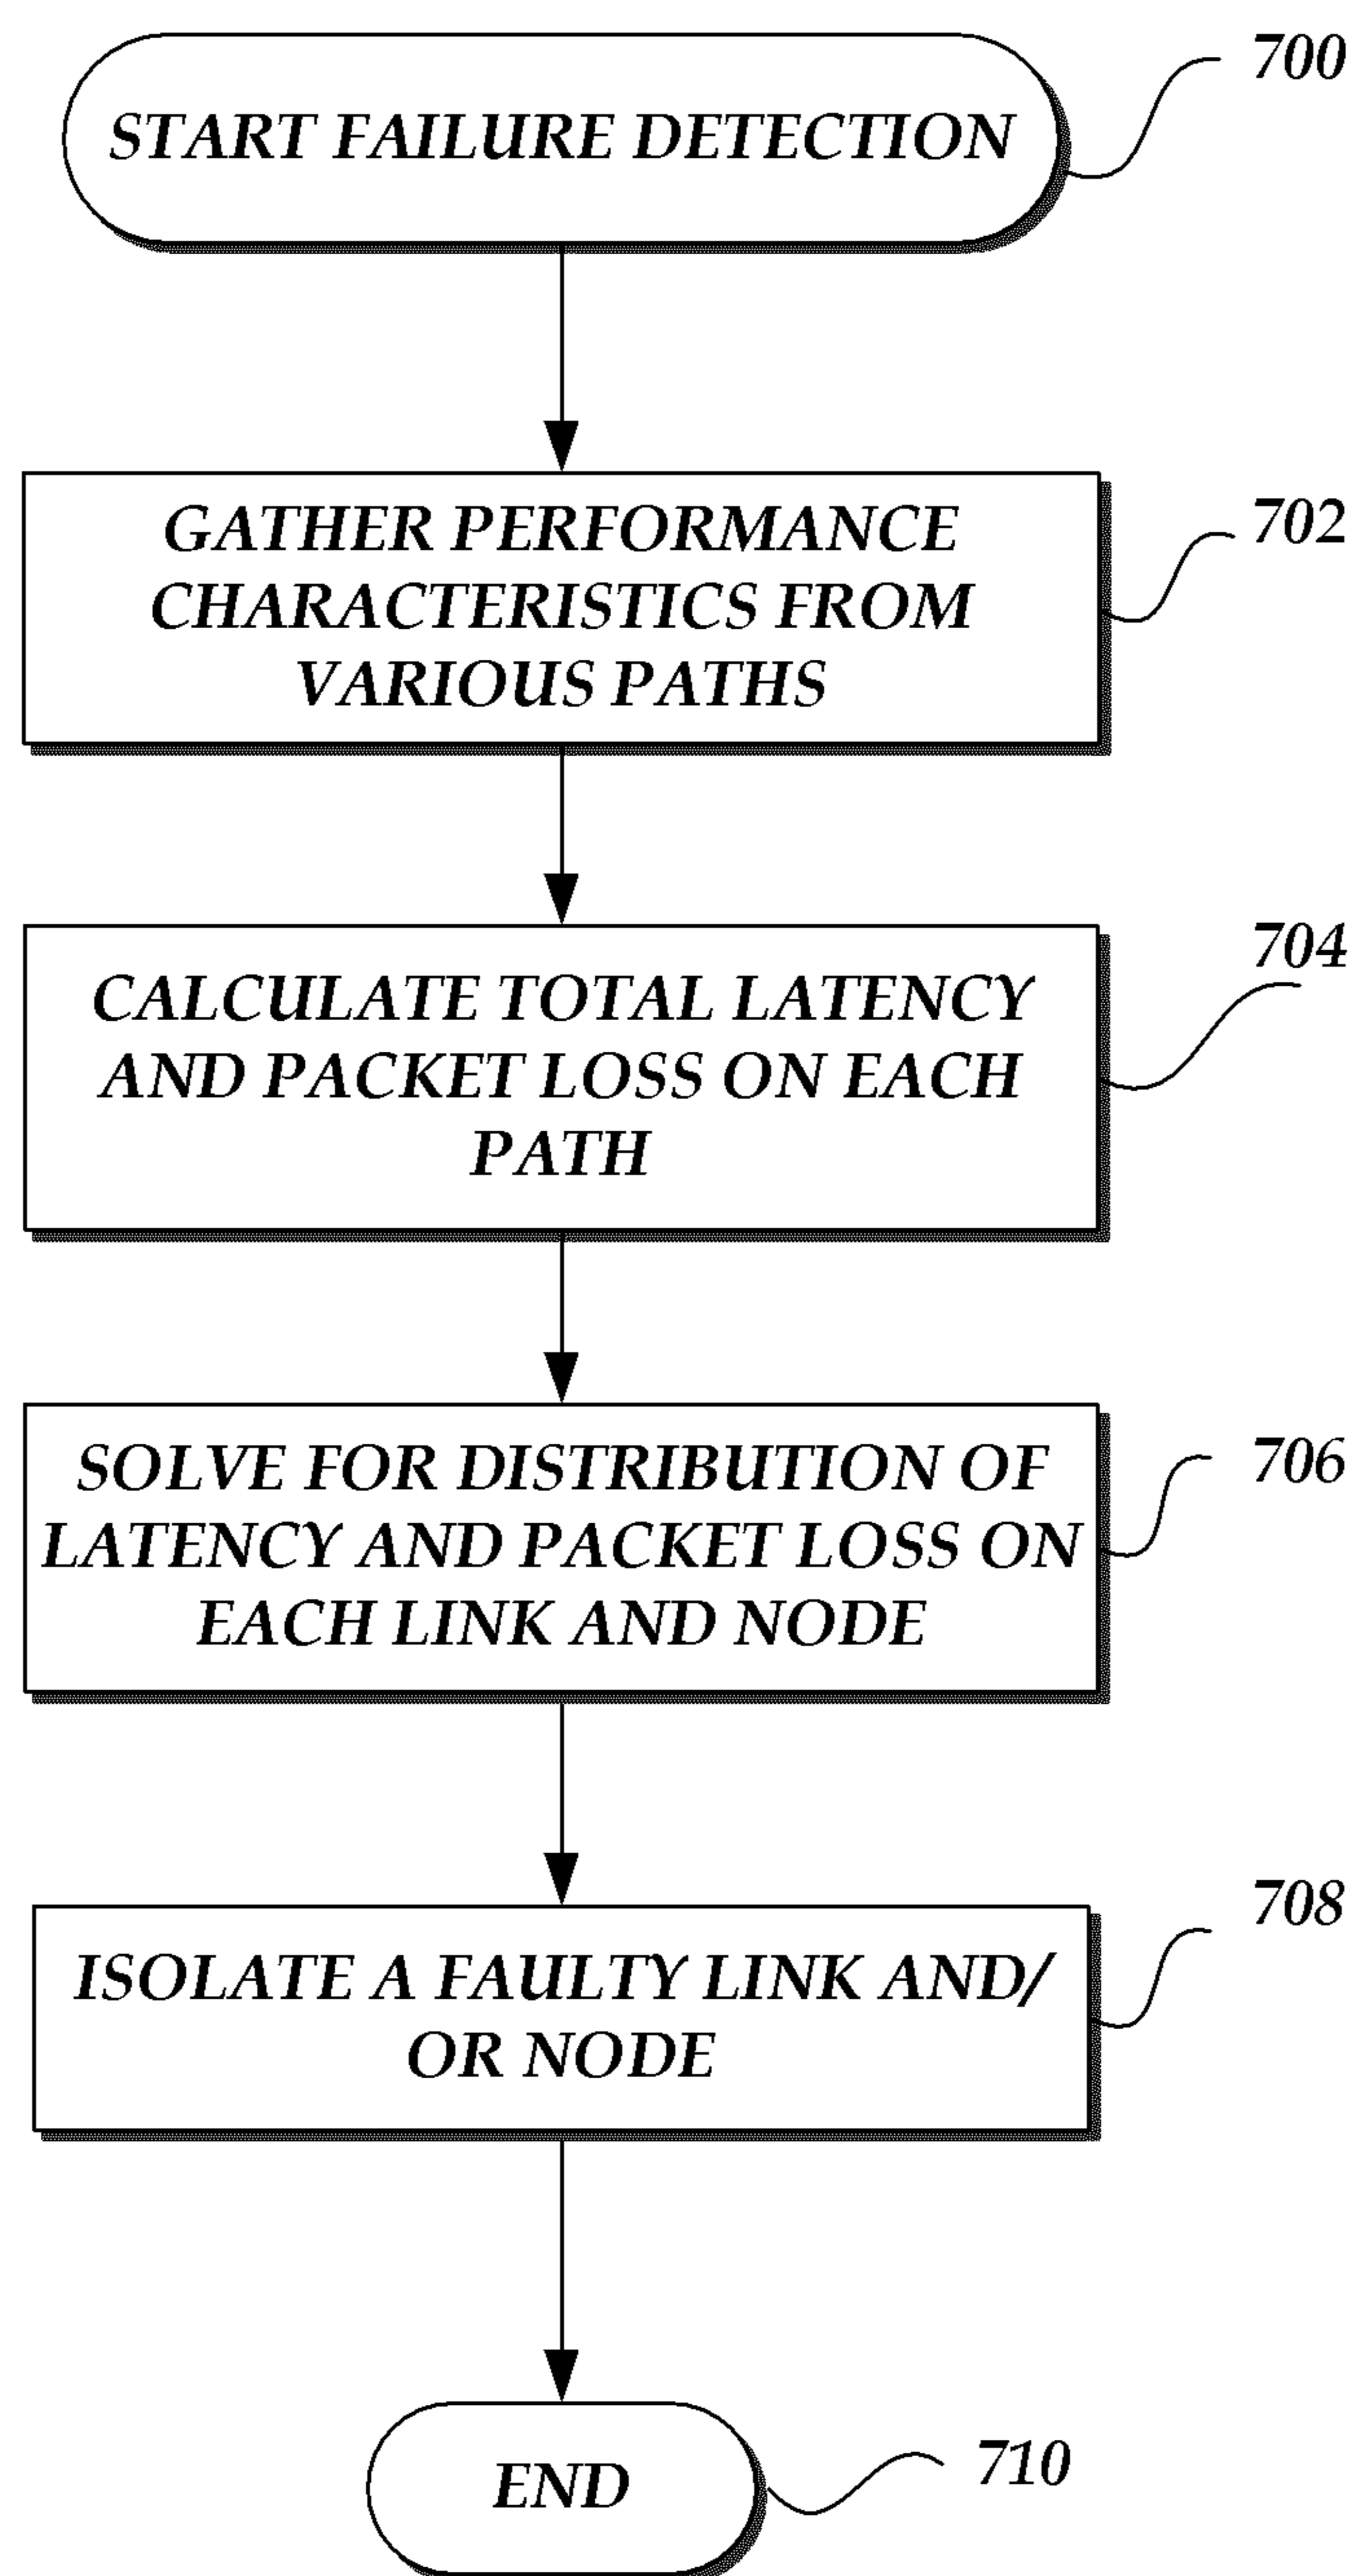 START FAILURE DETECTION
700
GATHER PERFORMANCE
CHARACTERISTICS FROM
VARIOUS PATHS
702
CALCULATE TOTAL LATENCY
AND PACKET LOSS ON EACH
PATH
704
SOLVE FOR DISTRIBUTION OF
LATENCY AND PACKET LOSS ON
EACH LINK AND NODE
706
ISOLATE A FAULTY LINK AND/
OR NODE
708
END
710